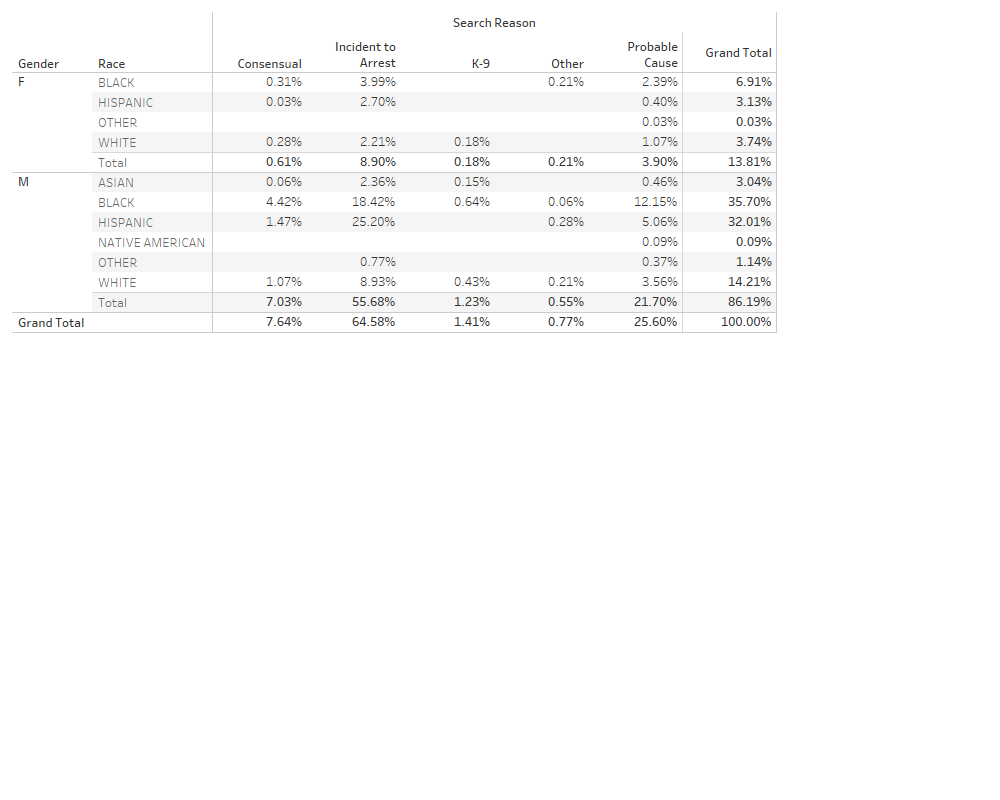 Search Reason
Gender Race Consensual Incident to Arrest K-9 Other Probable Cause Grand Total
F BLACK 0.31% 3.99% 0.21% 2.39% 6.91%
HISPANIC 0.03% 2.70% 0.40% 3.13%
OTHER 0.03% 0.03%
WHITE 0.28% 2.21% 0.18% 1.07% 3.74%
Total 0.61% 8.90% 0.18% 0.21% 3.90% 13.81%
M ASIAN 0.06% 2.36% 0.15% 0.46% 3.04%
BLACK 4.42% 18.42% 0.64% 0.06% 12.15% 35.70%
HISPANIC 1.47% 25.20% 0.28% 5.06% 32.01%
NATIVE AMERICAN 0.09% 0.09%
OTHER 0.77% 0.37% 1.14%
WHITE 1.07% 8.93% 0.43% 0.21% 3.56% 14.21%
Total 7.03% 55.68% 1.23% 0.55% 21.70% 86.19%
Grand Total 7.64% 64.58% 1.41% 0.77% 25.60% 100.00%